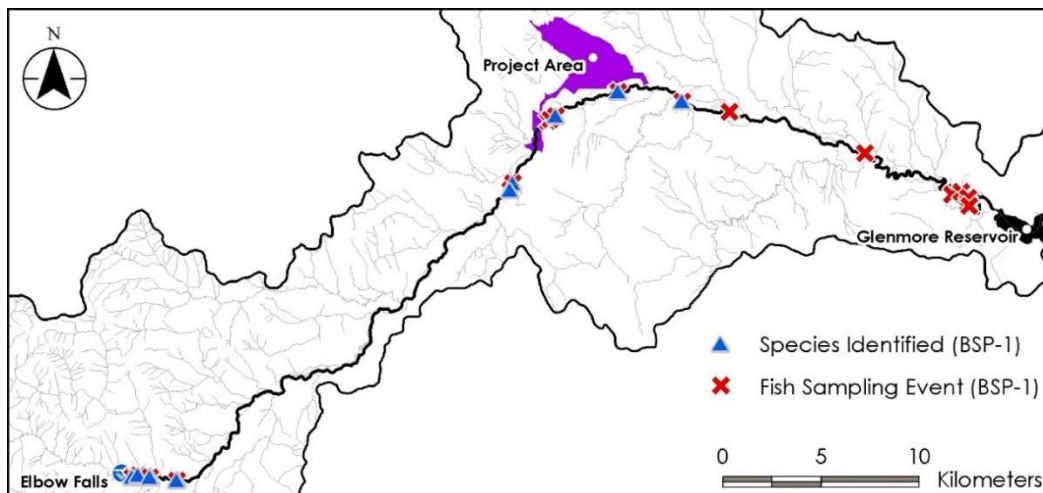 N
Project Area
Glenmore Reservoir
Species Identified (BSP-1)
Fish Sampling Event (BSP-1)
Elbow Falls
0 5 10
Kilometers